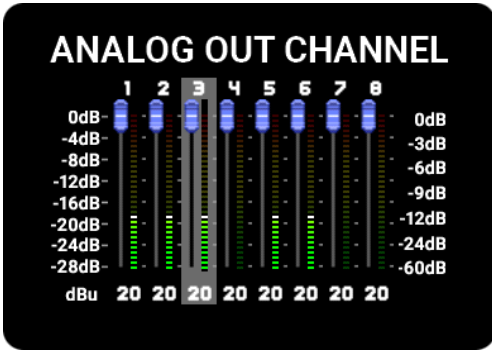 ANALOG OUT CHANNEL
1 2 3 4 5 6 7 8
0dB- 0dB
-4dB- -3dB
-8dB- -6dB
-12dB- -9dB
-16dB- -12dB
-20dB- -24dB
-24dB- -60dB
-28dB-
dBu 20 20 20 20 20 20 20 20